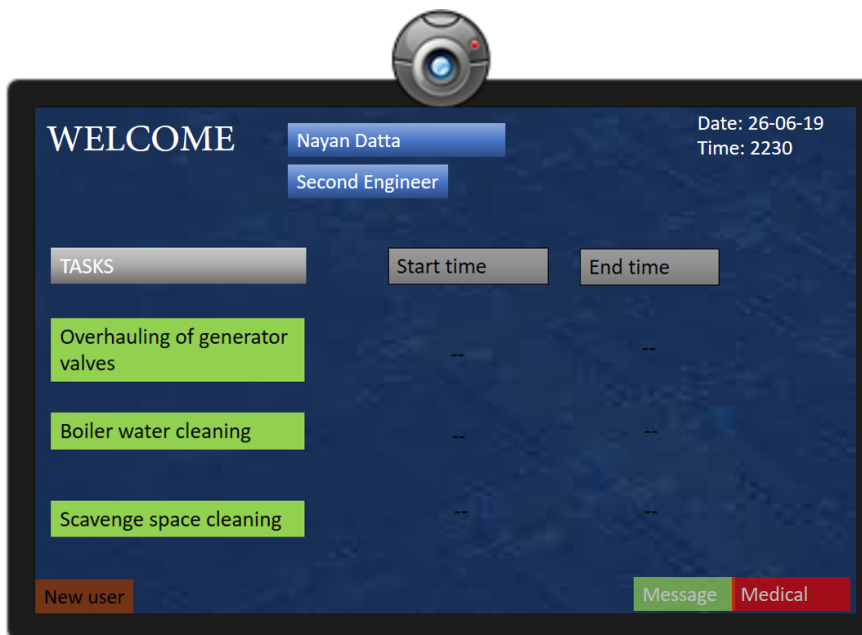 WELCOME
Nayan Datta
Second Engineer
Date: 26-06-19
Time: 2230
TASKS
Start time
End time
Overhauling of generator
valves
--
--
Boiler water cleaning
--
--
Scavenge space cleaning
--
--
New user
Message
Medical